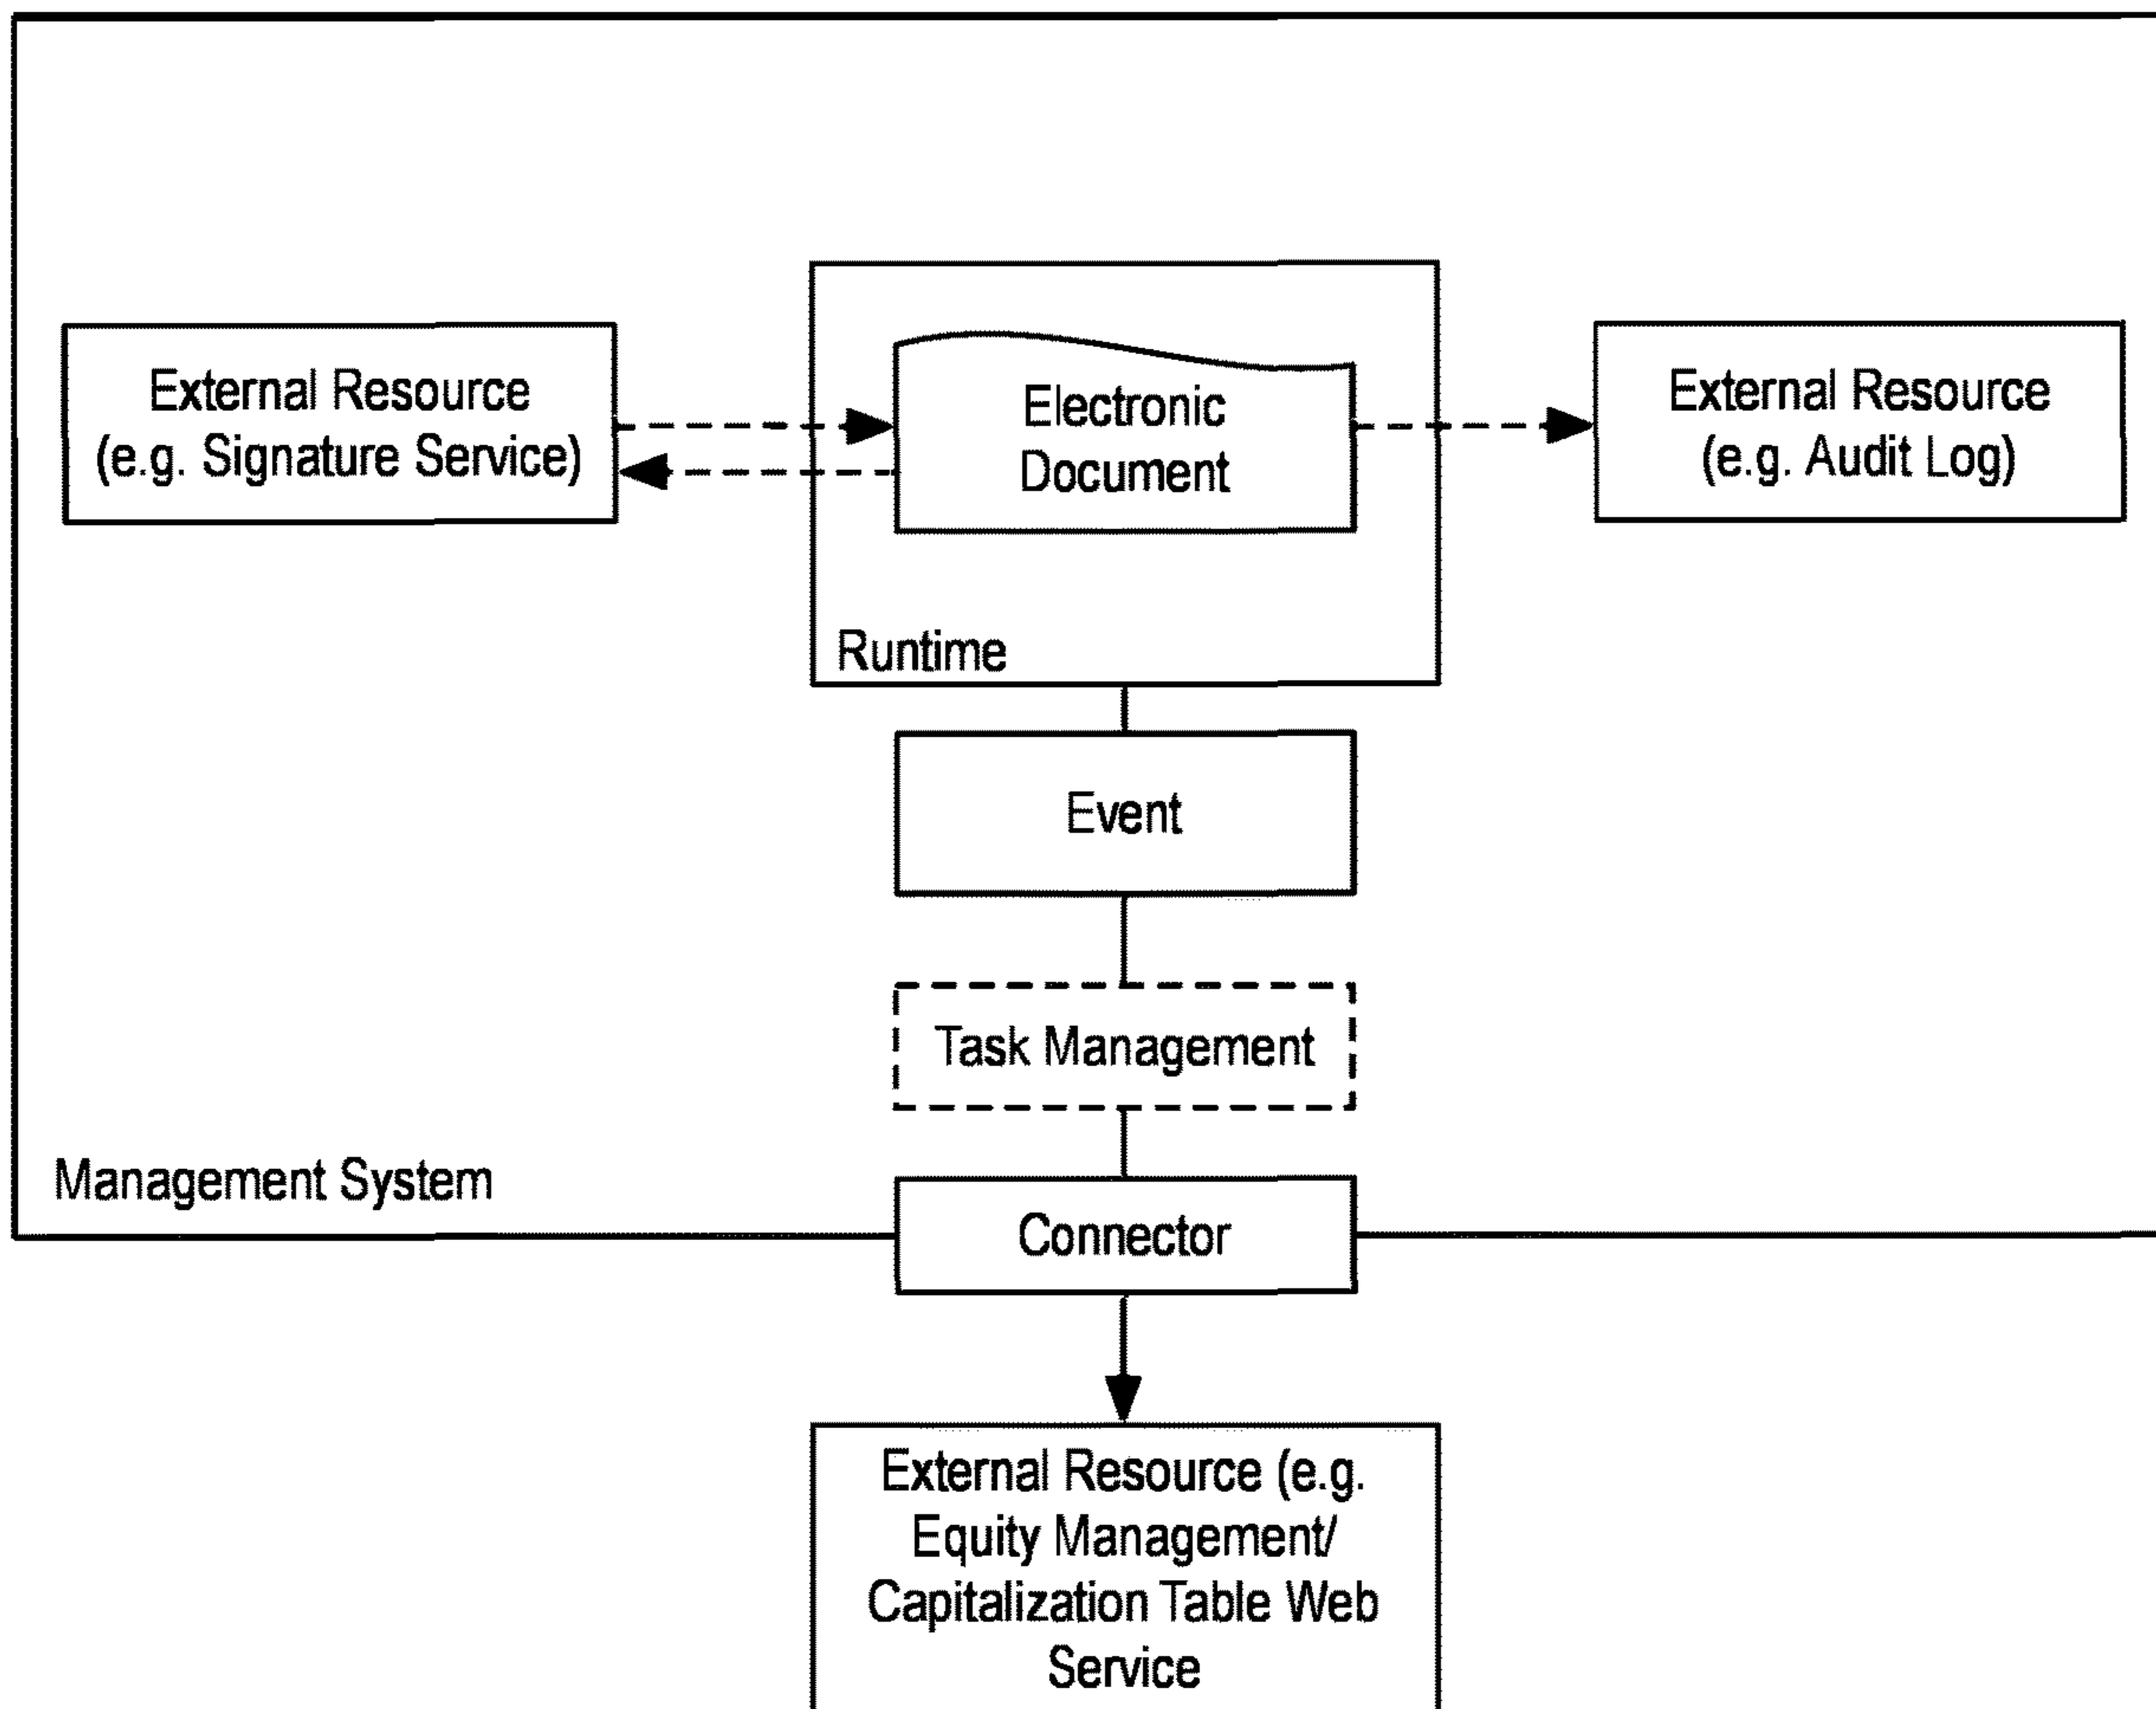 External Resource
(e.g. Signature Service)
Electronic
Document
External Resource
(e.g. Audit Log)
Runtime
Event
Task Management
Management System
Connector
External Resource (e.g.
Equity Management/
Capitalization Table Web
Service